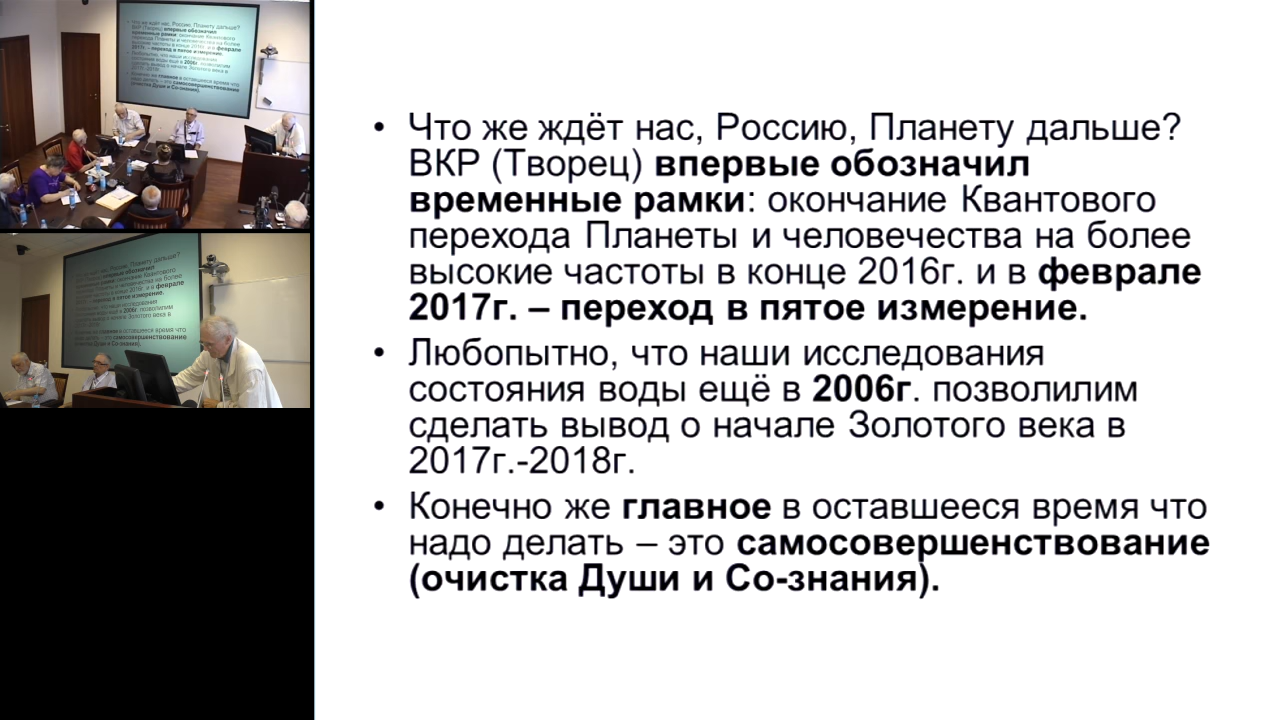 • Что же ждёт нас, Россию, Планету дальше?
ВКР (Творец) впервые обозначил
временные рамки: окончание Квантового
перехода Планеты и человечества на более
высокие частоты в конце 2016г. и в феврале
2017г. – переход в пятое измерение.
• Любопытно, что наши исследования
состояния воды ещё в 2006г. позволилим
сделать вывод о начале Золотого века в
2017г.-2018г.
• Конечно же главное в оставшееся время что
надо делать – это самосовершенствование
(очистка Души и Со-знания).